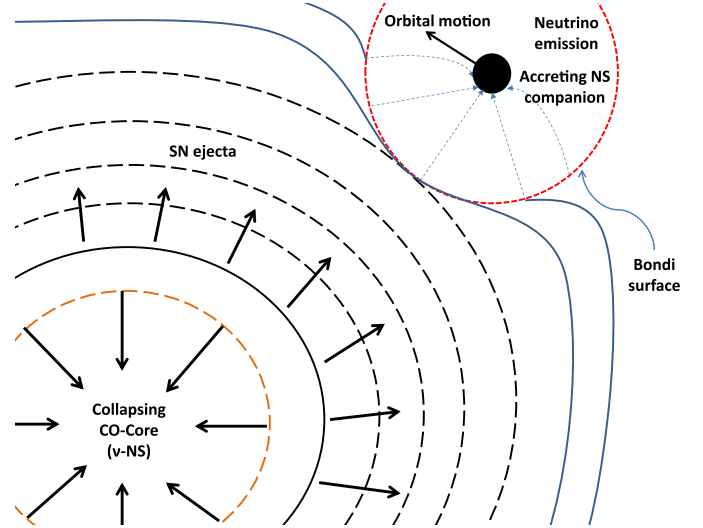 Orbital motion
Neutrino
emission
Accreting NS
companion
SN ejecta
Bondi
surface
Collapsing
CO-Core
(ν-NS)